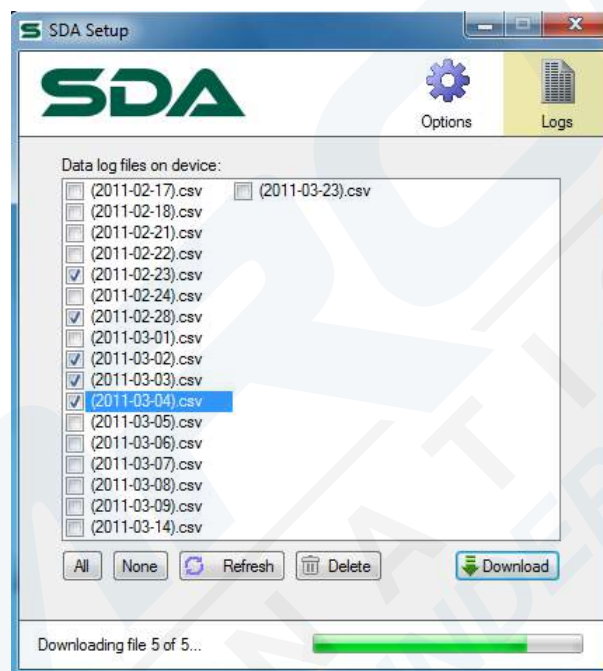 SDA Setup
SDA
Options
Logs
Data log files on device:
(2011-02-17).csv
(2011-02-18).csv
(2011-02-21).csv
(2011-02-22).csv
(2011-02-23).csv
(2011-02-24).csv
(2011-02-28).csv
(2011-03-01).csv
(2011-03-02).csv
(2011-03-03).csv
(2011-03-04).csv
(2011-03-05).csv
(2011-03-06).csv
(2011-03-07).csv
(2011-03-08).csv
(2011-03-09).csv
(2011-03-14).csv
(2011-03-23).csv
All
None
Refresh
Delete
Download
Downloading file 5 of 5...